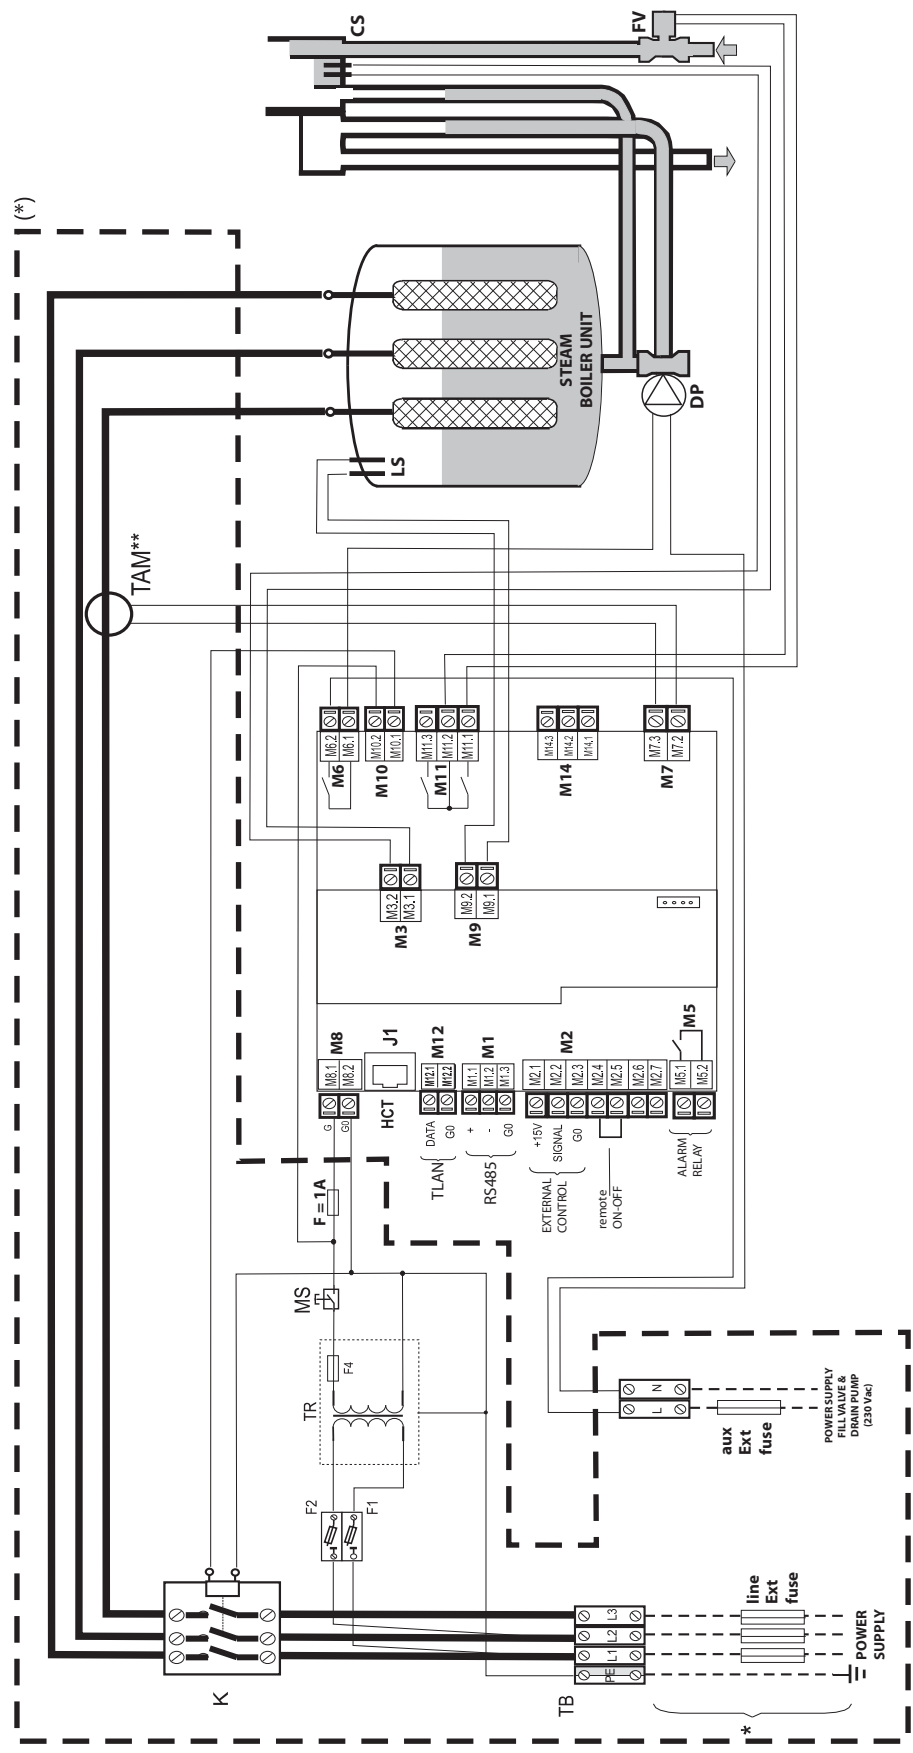 CS
FV
(*)
STEAM
BOILER UNIT
DP
LS
TAM**
M6.2
M6.1
M6
M10.2
M10.1
M10
M11.3
M11.2
M11.1
M11
M14.3
M14.2
M14.1
M14
M7.3
M7.2
M7
M3.2
M3.1
M3
M9.2
M9.1
M9
M8
M8.1
M8.2
G
G0
J1
HCT
M12
M12.1
M12.2
DATA
G0
TLAN
M1
M1.1
M1.2
M1.3
+
-
G0
RS485
M2
M2.1
M2.2
M2.3
M2.4
M2.5
M2.6
M2.7
+15V
SIGNAL
G0
EXTERNAL
CONTROL
remote
ON-OFF
M5
M5.1
M5.2
ALARM
RELAY
F = 1A
MS
TR
F4
F2
F1
N
L
aux
Ext
fuse
POWER SUPPLY
FILL VALVE &
DRAIN PUMP
(230 Vac)
K
TB
L3
L2
L1
PE
line
Ext
fuse
POWER
SUPPLY
*